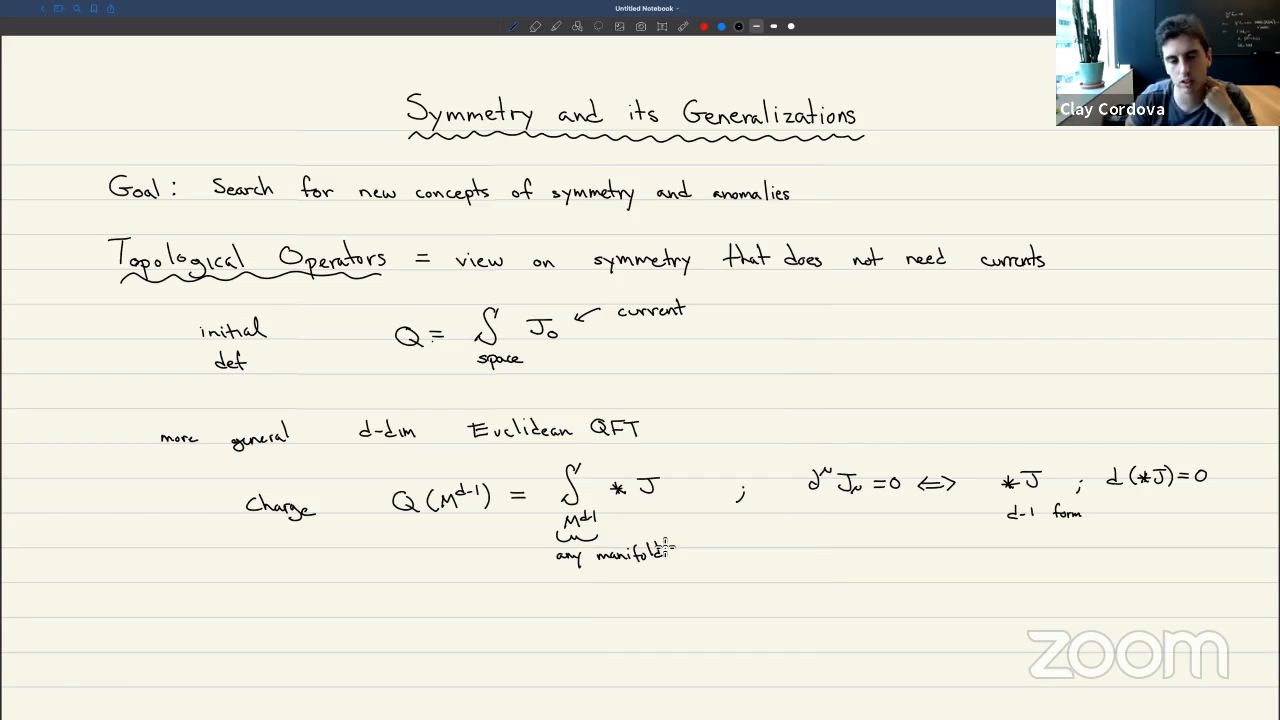 Untitled Notebook
Clay Cordova
Symmetry and its Generalizations
Goal: Search for new concepts of symmetry and anomalies
Topological Operators = view on symmetry that does not need currents
initial def Q = ∫ J₀ ← current
space
more general d-dim Euclidean QFT
Charge Q(M^{d-1}) = ∫ * J ; ∂^μ J_μ = 0 ⟺ * J ; d(*J) = 0
M^{d-1} d-1 form
any manifold
zoom